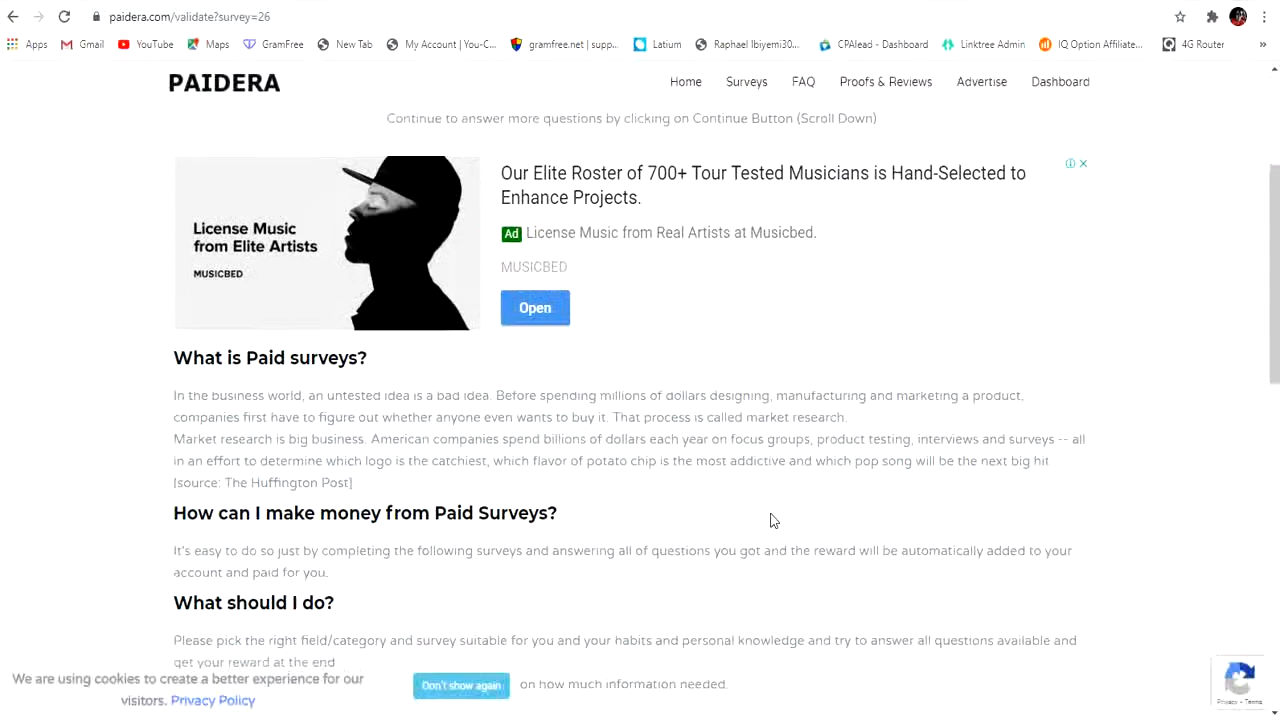 paidera.com/validate?survey=26
Apps Gmail YouTube Maps GramFree New Tab My Account | You-C... gramfree.net | supp... Latium Raphael Ibiyemi30... CPAlead - Dashboard Linktree Admin IQ Option Affiliate... 4G Router »
PAIDERA Home Surveys FAQ Proofs & Reviews Advertise Dashboard
Continue to answer more questions by clicking on Continue Button (Scroll Down)
License Music
from Elite Artists
MUSICBED
Our Elite Roster of 700+ Tour Tested Musicians is Hand-Selected to
Enhance Projects.
Ad License Music from Real Artists at Musicbed.
MUSICBED
Open
What is Paid surveys?
In the business world, an untested idea is a bad idea. Before spending millions of dollars designing, manufacturing and marketing a product,
companies first have to figure out whether anyone even wants to buy it. That process is called market research.
Market research is big business. American companies spend billions of dollars each year on focus groups, product testing, interviews and surveys -- all
in an effort to determine which logo is the catchiest, which flavor of potato chip is the most addictive and which pop song will be the next big hit
[source: The Huffington Post]
How can I make money from Paid Surveys?
It's easy to do so just by completing the following surveys and answering all of questions you got and the reward will be automatically added to your
account and paid for you.
What should I do?
Please pick the right field/category and survey suitable for you and your habits and personal knowledge and try to answer all questions available and
get your reward at the end
on how much information needed.
We are using cookies to create a better experience for our
visitors. Privacy Policy
Don't show again
Privacy - Terms